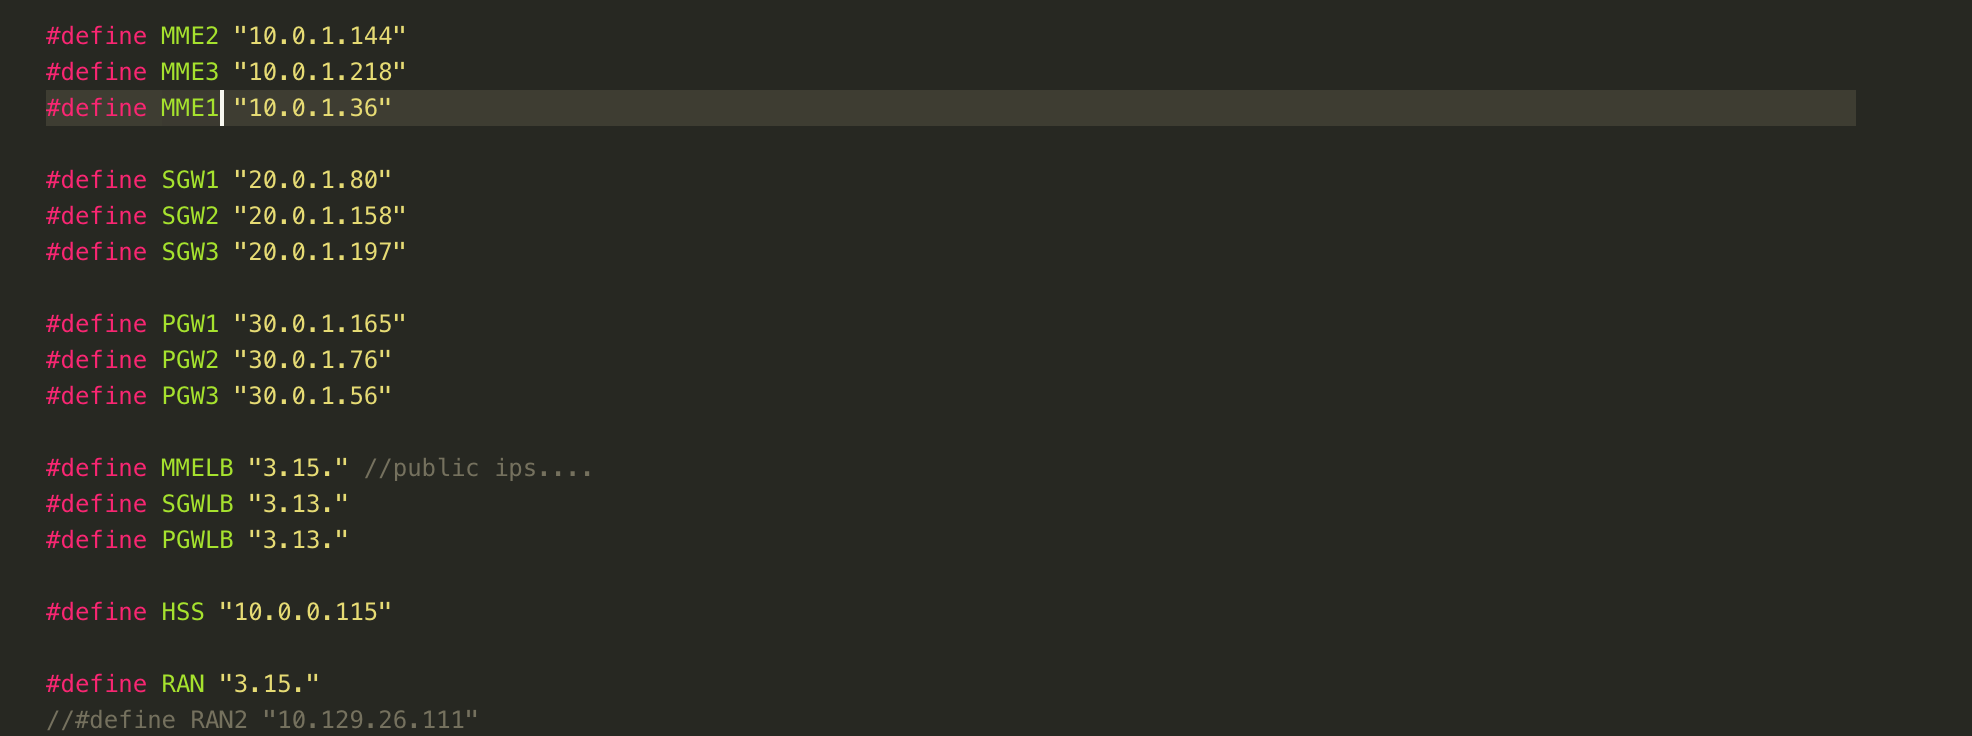 #define MME2 "10.0.1.144"
#define MME3 "10.0.1.218"
#define MME1 "10.0.1.36"
#define SGW1 "20.0.1.80"
#define SGW2 "20.0.1.158"
#define SGW3 "20.0.1.197"
#define PGW1 "30.0.1.165"
#define PGW2 "30.0.1.76"
#define PGW3 "30.0.1.56"
#define MMELB "3.15." //public ips....
#define SGWLB "3.13."
#define PGWLB "3.13."
#define HSS "10.0.0.115"
#define RAN "3.15."
//#define RAN2 "10.129.26.111"